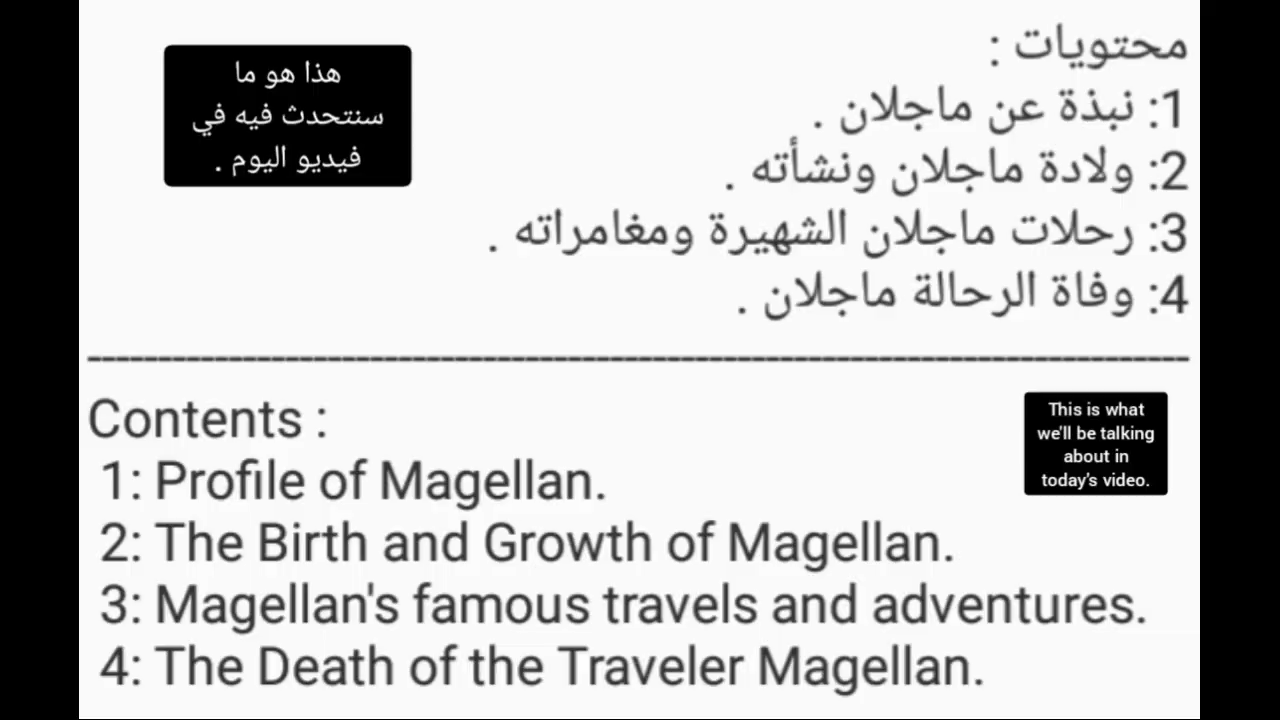 محتويات :
1: نبذة عن ماجلان .
2: ولادة ماجلان ونشأته .
3: رحلات ماجلان الشهيرة ومغامراته .
4: وفاة الرحالة ماجلان .
هذا هو ما
سنتحدث فيه في
فيديو اليوم .
--------------------------------------------------------------------------------
Contents :
1: Profile of Magellan.
2: The Birth and Growth of Magellan.
3: Magellan's famous travels and adventures.
4: The Death of the Traveler Magellan.
This is what
we'll be talking
about in
today's video.